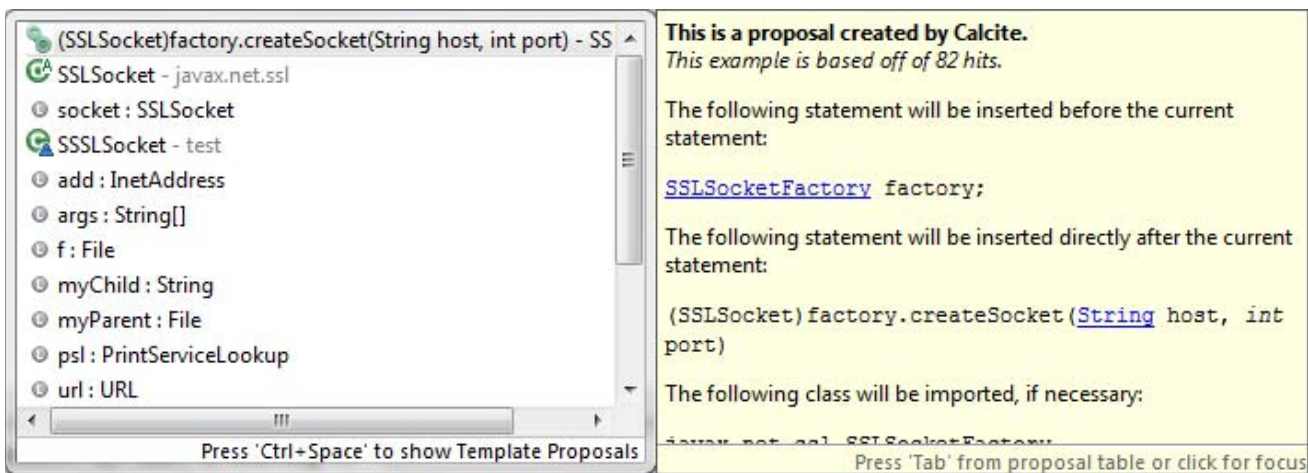 (SSLSocket)factory.createSocket(String host, int port) - SS
SSLSocket - javax.net.ssl
socket : SSLSocket
SSSLSocket - test
add : InetAddress
args : String[]
f : File
myChild : String
myParent : File
psl : PrintServiceLookup
url : URL
Press 'Ctrl+Space' to show Template Proposals
This is a proposal created by Calcite.
This example is based off of 82 hits.
The following statement will be inserted before the current
statement:
SSLSocketFactory factory;
The following statement will be inserted directly after the current
statement:
(SSLSocket)factory.createSocket(String host, int
port)
The following class will be imported, if necessary:
javax.net.ssl.SSLSocketFactory
Press 'Tab' from proposal table or click for focus